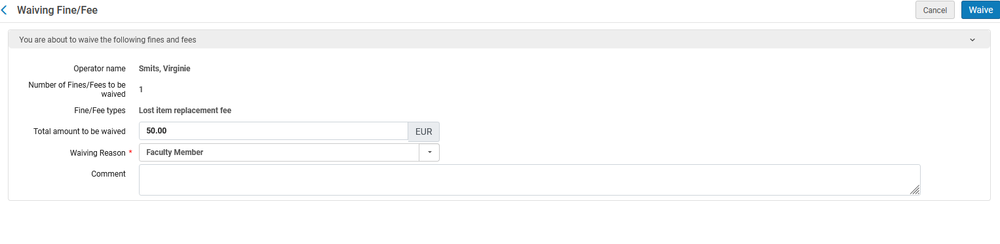 Waiving Fine/Fee
Cancel
Waive
You are about to waive the following fines and fees
Operator name Smits, Virginie
Number of Fines/Fees to be
waived 1
Fine/Fee types Lost item replacement fee
Total amount to be waived 50.00 EUR
Waiving Reason * Faculty Member
Comment